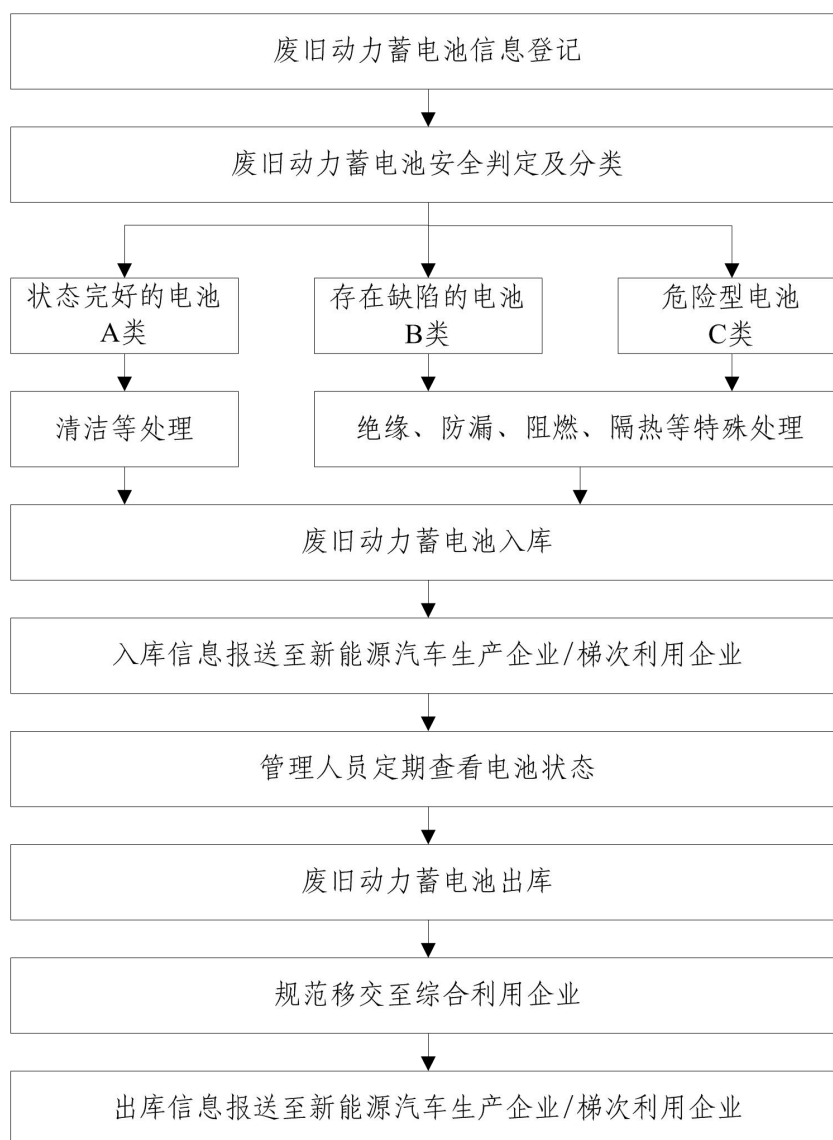 废旧动力蓄电池信息登记
废旧动力蓄电池安全判定及分类
状态完好的电池
A类
存在缺陷的电池
B类
危险型电池
C类
清洁等处理
绝缘、防漏、阻燃、隔热等特殊处理
废旧动力蓄电池入库
入库信息报送至新能源汽车生产企业/梯次利用企业
管理人员定期查看电池状态
废旧动力蓄电池出库
规范移交至综合利用企业
出库信息报送至新能源汽车生产企业/梯次利用企业